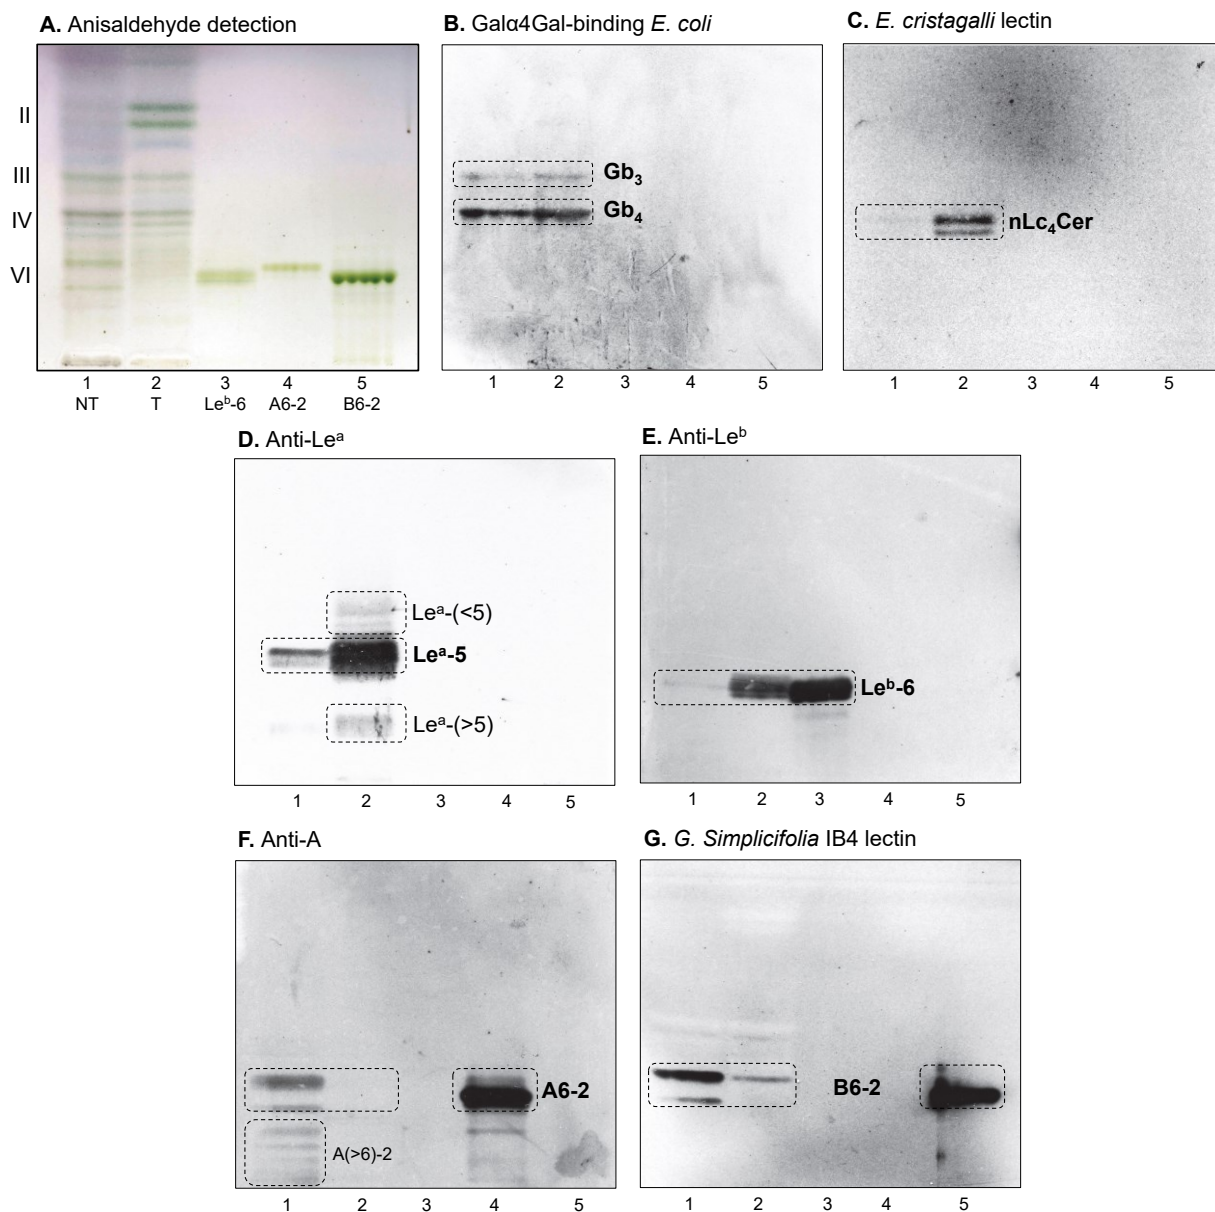 A. Anisaldehyde detection
II
III
IV
VI
1 2 3 4 5
NT T Leᵇ-6 A6-2 B6-2
B. Galα4Gal-binding E. coli
Gb₃
Gb₄
1 2 3 4 5
C. E. cristagalli lectin
nLc₄Cer
1 2 3 4 5
D. Anti-Leᵃ
Leᵃ-(<5)
Leᵃ-5
Leᵃ-(>5)
1 2 3 4 5
E. Anti-Leᵇ
Leᵇ-6
1 2 3 4 5
F. Anti-A
A6-2
A(>6)-2
1 2 3 4 5
G. G. Simplicifolia IB4 lectin
B6-2
1 2 3 4 5